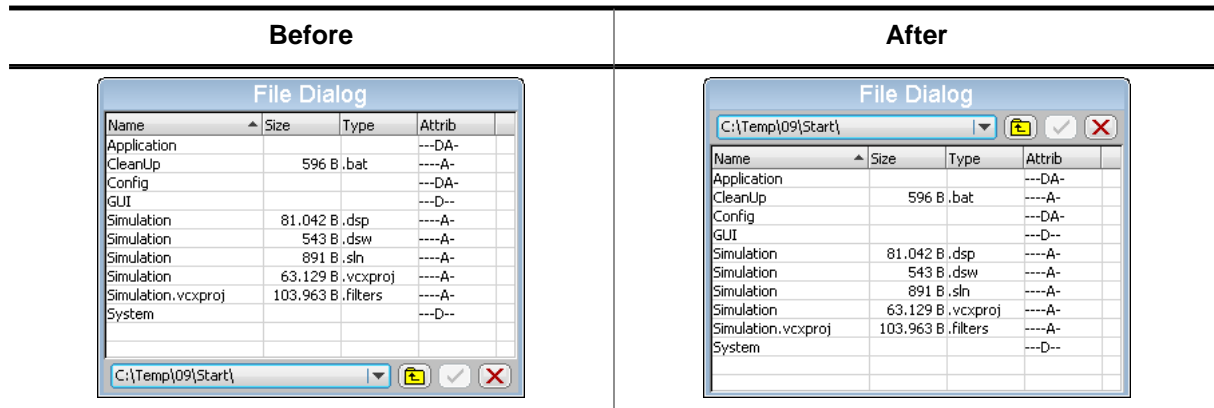 Before After
File Dialog
Name Size Type Attrib
Application ---DA-
CleanUp 596 B .bat ----A-
Config ---DA-
GUI ---D--
Simulation 81.042 B .dsp ----A-
Simulation 543 B .dsw ----A-
Simulation 891 B .sln ----A-
Simulation 63.129 B .vcxproj ----A-
Simulation.vcxproj 103.963 B .filters ----A-
System ---D--
C:\Temp\09\Start\
File Dialog
C:\Temp\09\Start\
Name Size Type Attrib
Application ---DA-
CleanUp 596 B .bat ----A-
Config ---DA-
GUI ---D--
Simulation 81.042 B .dsp ----A-
Simulation 543 B .dsw ----A-
Simulation 891 B .sln ----A-
Simulation 63.129 B .vcxproj ----A-
Simulation.vcxproj 103.963 B .filters ----A-
System ---D--